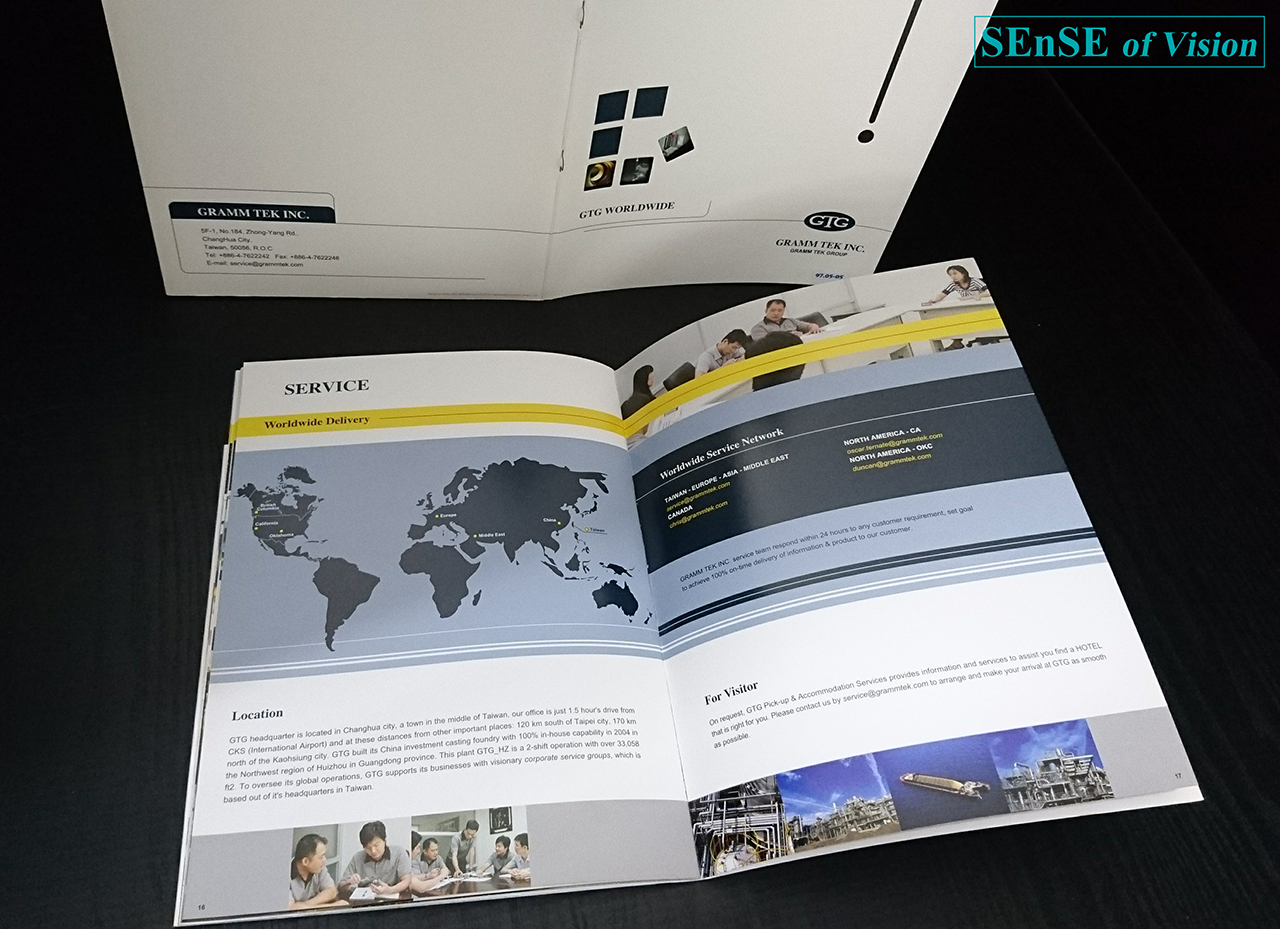 SEnSE of Vision
GRAMM TEK INC.
5F-1, No.184, Zhong-Yang Rd.,
ChangHua City,
Taiwan, 50056, R.O.C.
Tel: +886-4-7622242 Fax: +886-4-7622248
E-mail: service@grammtek.com
GTG WORLDWIDE
GTG
GRAMM TEK INC.
GRAMM TEK GROUP
97.05-05
SERVICE
Worldwide Delivery
British
Columbia
California
Oklahoma
Europe
Middle East
China
Taiwan
Location
GTG headquarter is located in Changhua city, a town in the middle of Taiwan, our office is just 1.5 hour's drive from
CKS (International Airport) and at these distances from other important places: 120 km south of Taipei city, 170 km
north of the Kaohsiung city. GTG built its China investment casting foundry with 100% in-house capability in 2004 in
the Northwest region of Huizhou in Guangdong province. This plant GTG_HZ is a 2-shift operation with over 33,058
ft2. To oversee its global operations, GTG supports its businesses with visionary corporate service groups, which is
based out of it's headquarters in Taiwan.
16
Worldwide Service Network
TAIWAN - EUROPE - ASIA - MIDDLE EAST
service@grammtek.com
CANADA
chris@grammtek.com
NORTH AMERICA - CA
oscar.ternate@grammtek.com
NORTH AMERICA - OKC
duncan@grammtek.com
GRAMM TEK INC. service team respond within 24 hours to any customer requirement, set goal
to achieve 100% on-time delivery of information & product to our customer.
For Visitor
On request, GTG Pick-up & Accommodation Services provides information and services to assist you find a HOTEL
that is right for you. Please contact us by service@grammtek.com to arrange and make your arrival at GTG as smooth
as possible.
17